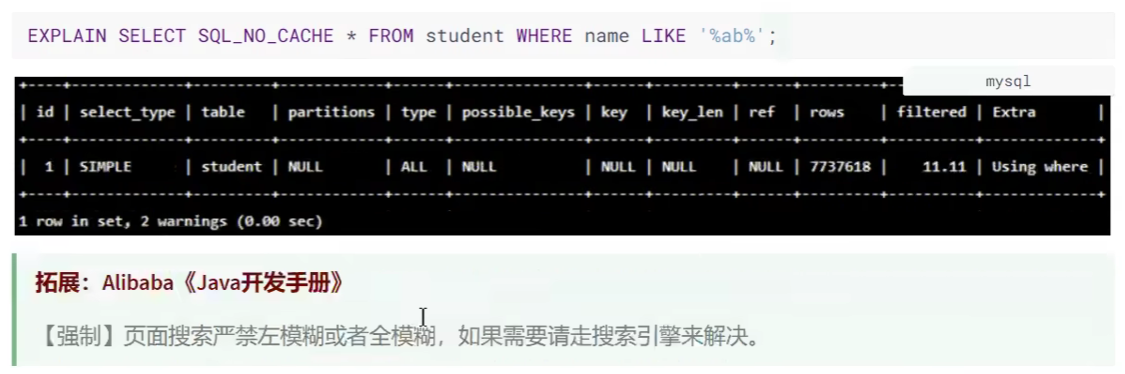 EXPLAIN SELECT SQL_NO_CACHE * FROM student WHERE name LIKE '%ab%';
mysql
+----+-------------+---------+------------+------+---------------+------+---------+------+---------+----------+-------------+
| id | select_type | table   | partitions | type | possible_keys | key  | key_len | ref  | rows    | filtered | Extra       |
+----+-------------+---------+------------+------+---------------+------+---------+------+---------+----------+-------------+
|  1 | SIMPLE      | student | NULL       | ALL  | NULL          | NULL | NULL    | NULL | 7737618 |    11.11 | Using where |
+----+-------------+---------+------------+------+---------------+------+---------+------+---------+----------+-------------+
1 row in set, 2 warnings (0.00 sec)
拓展：Alibaba《Java开发手册》
【强制】页面搜索严禁左模糊或者全模糊，如果需要请走搜索引擎来解决。